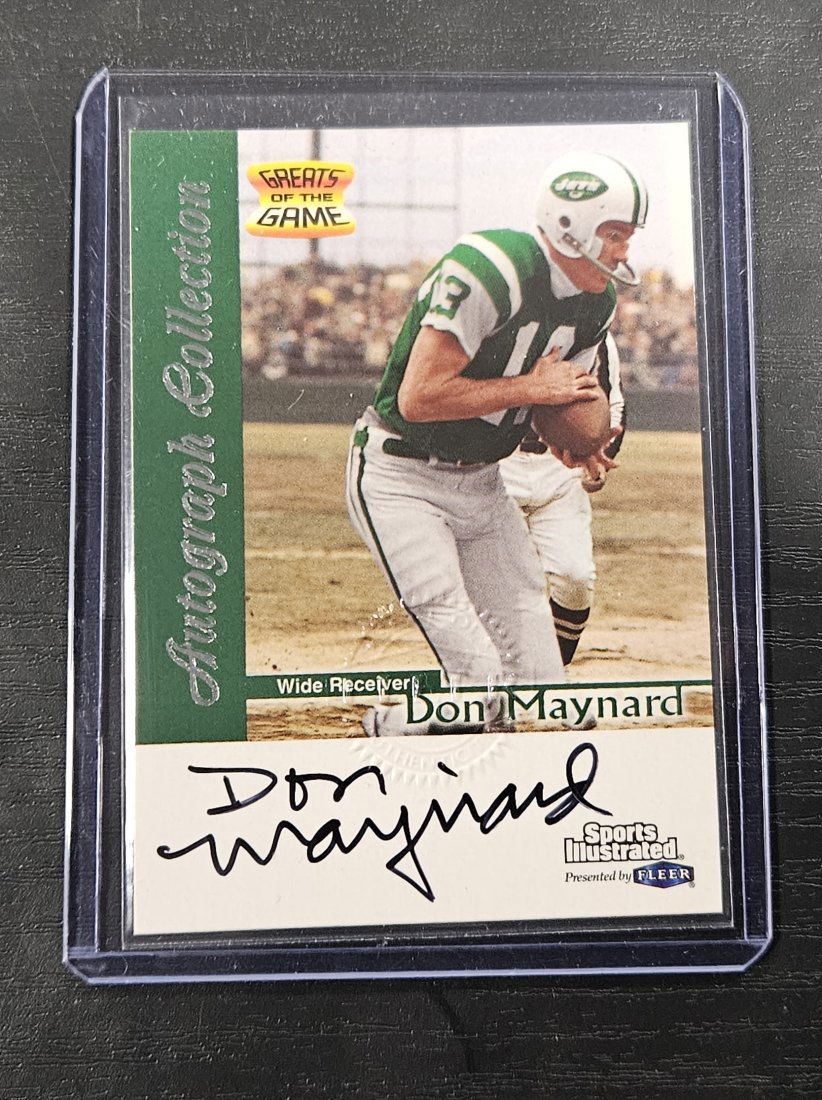 GREATS
OF THE
GAME
Autograph Collection
Jets
13
13
Wide Receiver
Don Maynard
Don
Maynard
Sports
Illustrated®
Presented by FLEER®